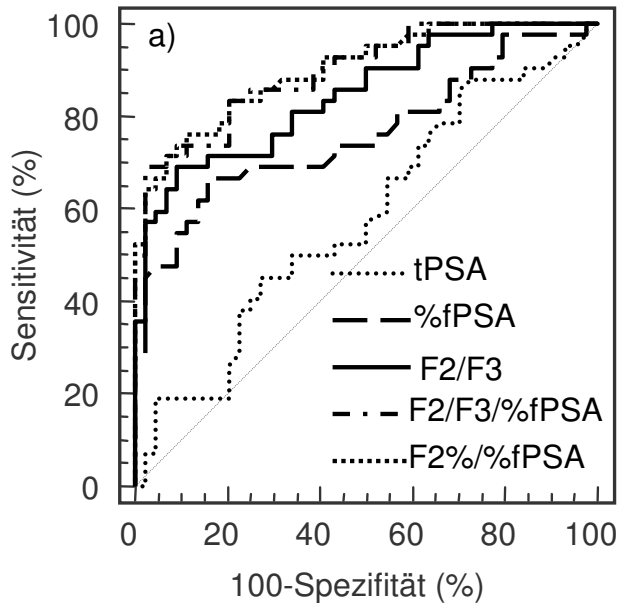 a)
100
80
60
40
20
0
Sensitivität (%)
tPSA
%fPSA
F2/F3
F2/F3/%fPSA
F2%/%fPSA
0 20 40 60 80 100
100-Spezifität (%)